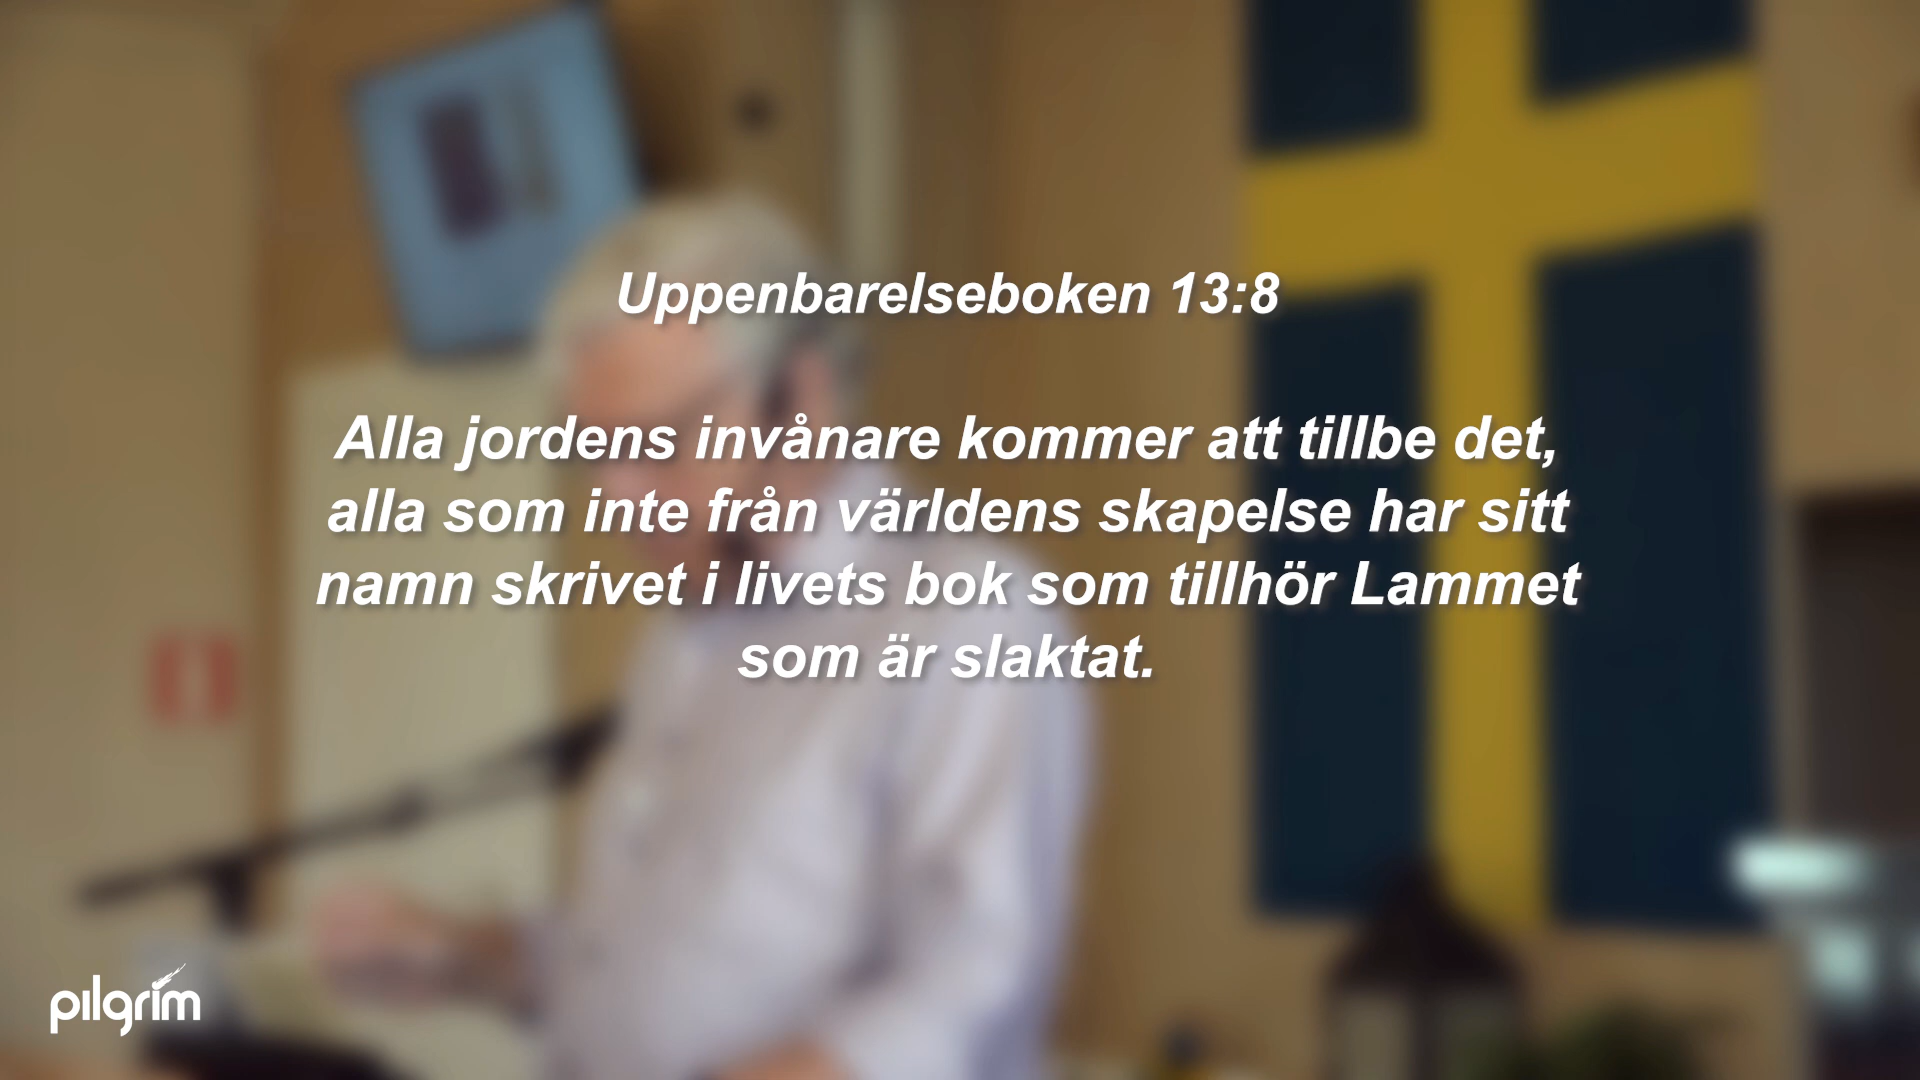 Uppenbarelseboken 13:8
Alla jordens invånare kommer att tillbe det,
alla som inte från världens skapelse har sitt
namn skrivet i livets bok som tillhör Lammet
som är slaktat.
pilgrim